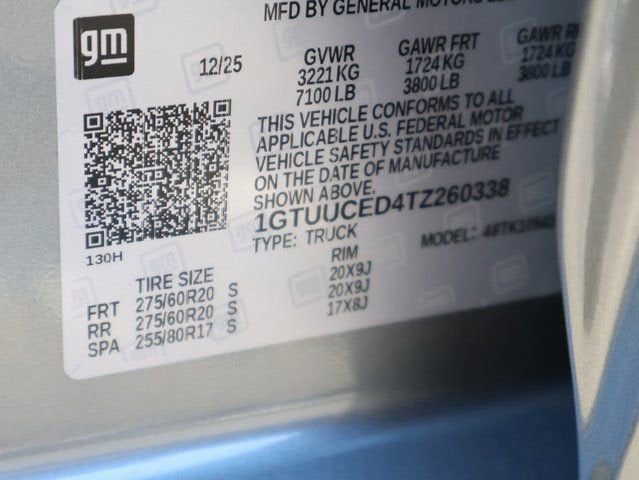 MFD BY GENERAL MOTORS LLC
gm
12/25
GVWR GAWR FRT GAWR RR
3221 KG 1724 KG 1724 KG
7100 LB 3800 LB 3800 LB
THIS VEHICLE CONFORMS TO ALL
APPLICABLE U.S. FEDERAL MOTOR
VEHICLE SAFETY STANDARDS IN EFFECT
ON THE DATE OF MANUFACTURE
SHOWN ABOVE.
1GTUUCED4TZ260338
TYPE: TRUCK MODEL:
130H
TIRE SIZE RIM
FRT 275/60R20 S 20X9J
RR 275/60R20 S 20X9J
SPA 255/80R17 S 17X8J